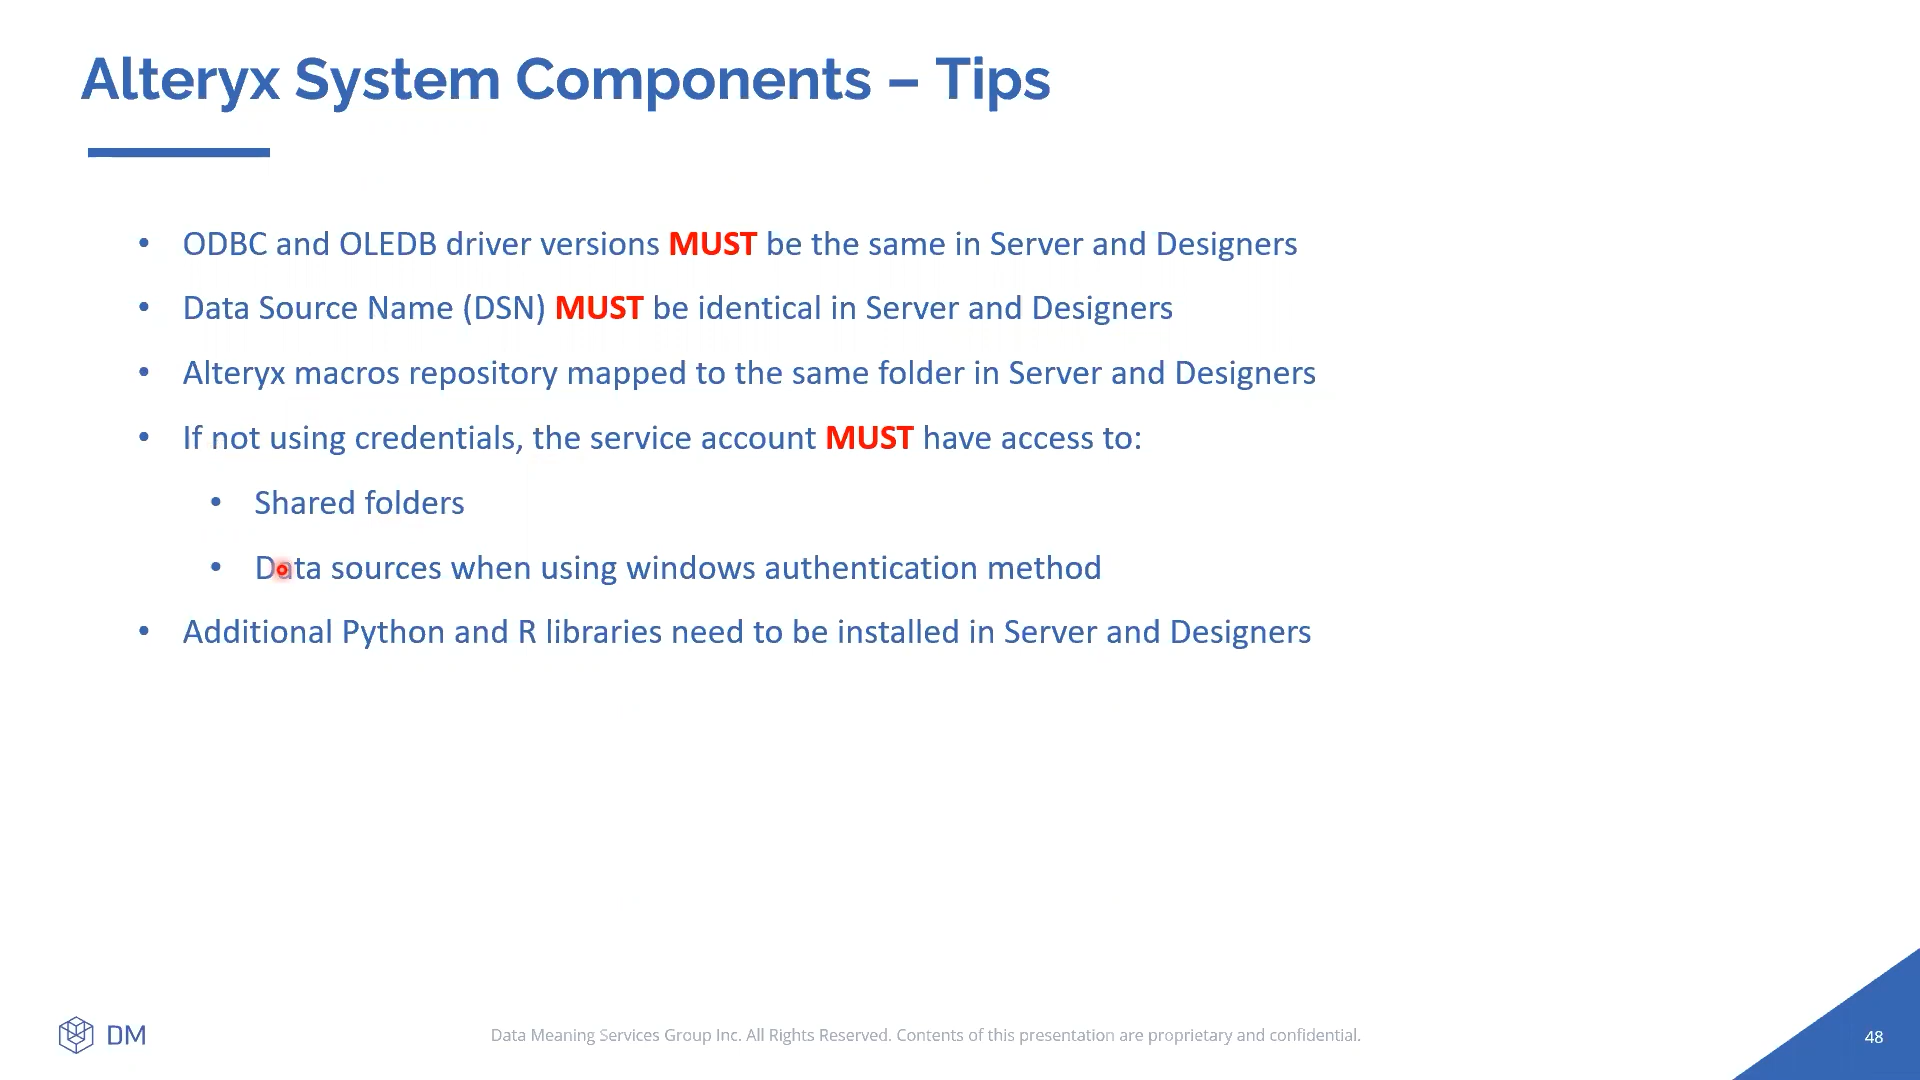 Alteryx System Components – Tips
• ODBC and OLEDB driver versions MUST be the same in Server and Designers
• Data Source Name (DSN) MUST be identical in Server and Designers
• Alteryx macros repository mapped to the same folder in Server and Designers
• If not using credentials, the service account MUST have access to:
• Shared folders
• Data sources when using windows authentication method
• Additional Python and R libraries need to be installed in Server and Designers
DM
Data Meaning Services Group Inc. All Rights Reserved. Contents of this presentation are proprietary and confidential.
48